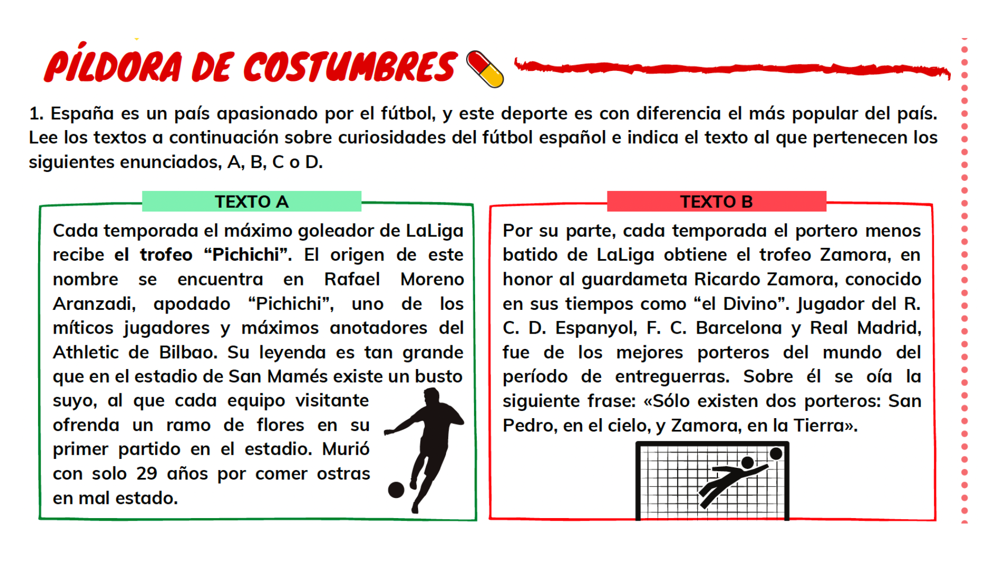 PÍLDORA DE COSTUMBRES
1. España es un país apasionado por el fútbol, y este deporte es con diferencia el más popular del país.
Lee los textos a continuación sobre curiosidades del fútbol español e indica el texto al que pertenecen los
siguientes enunciados, A, B, C o D.
TEXTO A
Cada temporada el máximo goleador de LaLiga
recibe el trofeo “Pichichi”. El origen de este
nombre se encuentra en Rafael Moreno
Aranzadi, apodado “Pichichi”, uno de los
míticos jugadores y máximos anotadores del
Athletic de Bilbao. Su leyenda es tan grande
que en el estadio de San Mamés existe un busto
suyo, al que cada equipo visitante
ofrenda un ramo de flores en su
primer partido en el estadio. Murió
con solo 29 años por comer ostras
en mal estado.
TEXTO B
Por su parte, cada temporada el portero menos
batido de LaLiga obtiene el trofeo Zamora, en
honor al guardameta Ricardo Zamora, conocido
en sus tiempos como “el Divino”. Jugador del R.
C. D. Espanyol, F. C. Barcelona y Real Madrid,
fue de los mejores porteros del mundo del
período de entreguerras. Sobre él se oía la
siguiente frase: «Sólo existen dos porteros: San
Pedro, en el cielo, y Zamora, en la Tierra».